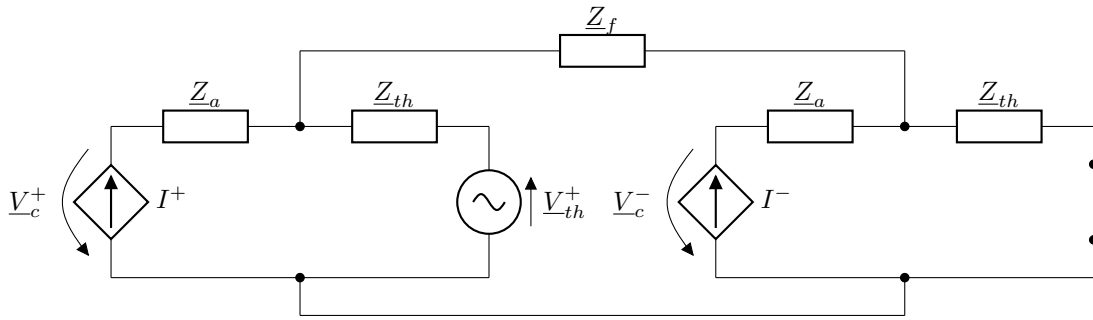 Z_f
Z_a Z_th Z_a Z_th
V_c^+ I^+ V_th^+ V_c^- I^-